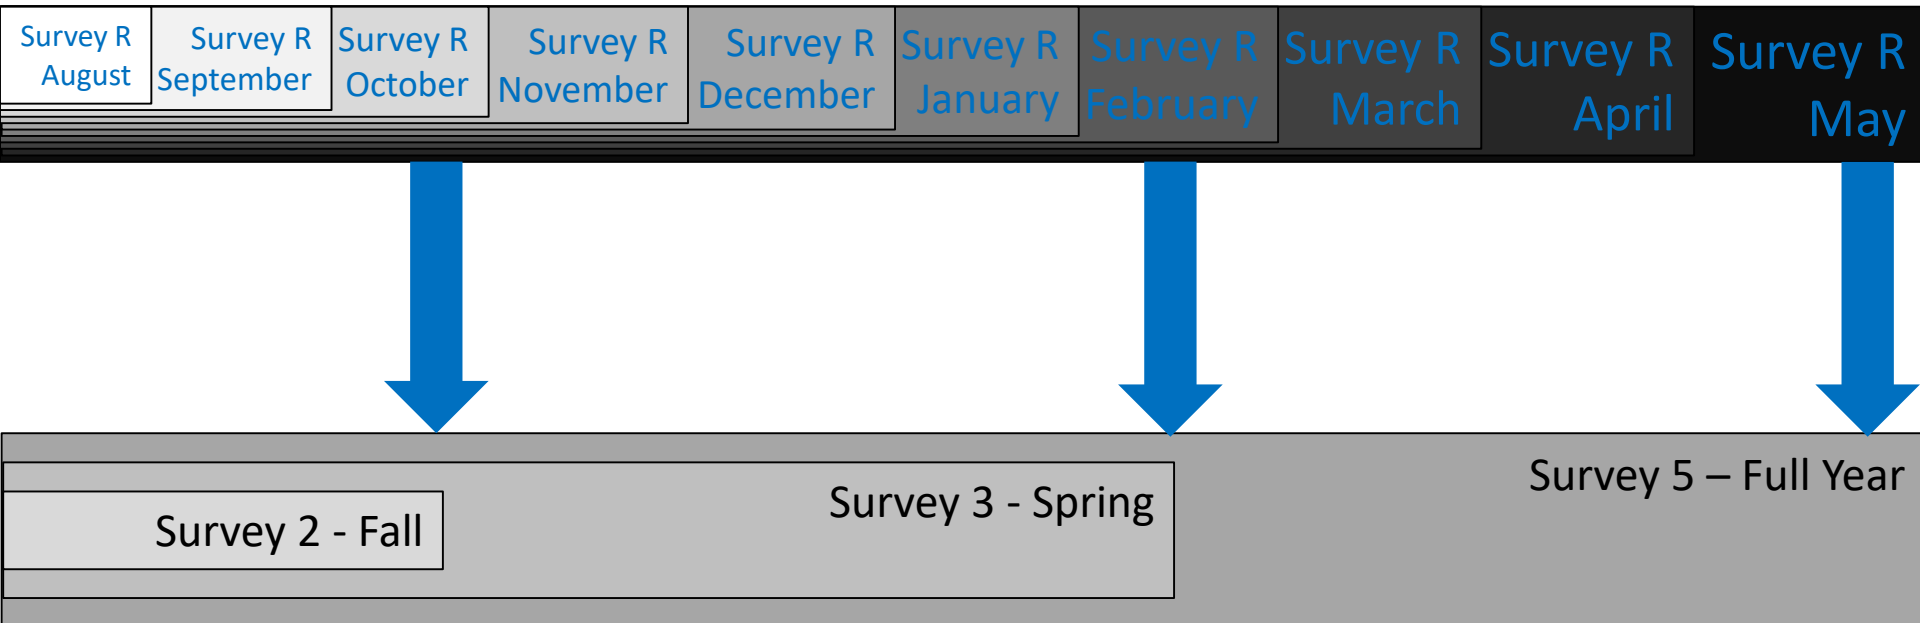 Survey R
August
Survey R
September
Survey R
October
Survey R
November
Survey R
December
Survey R
January
Survey R
February
Survey R
March
Survey R
April
Survey R
May
Survey 5 – Full Year
Survey 3 - Spring
Survey 2 - Fall